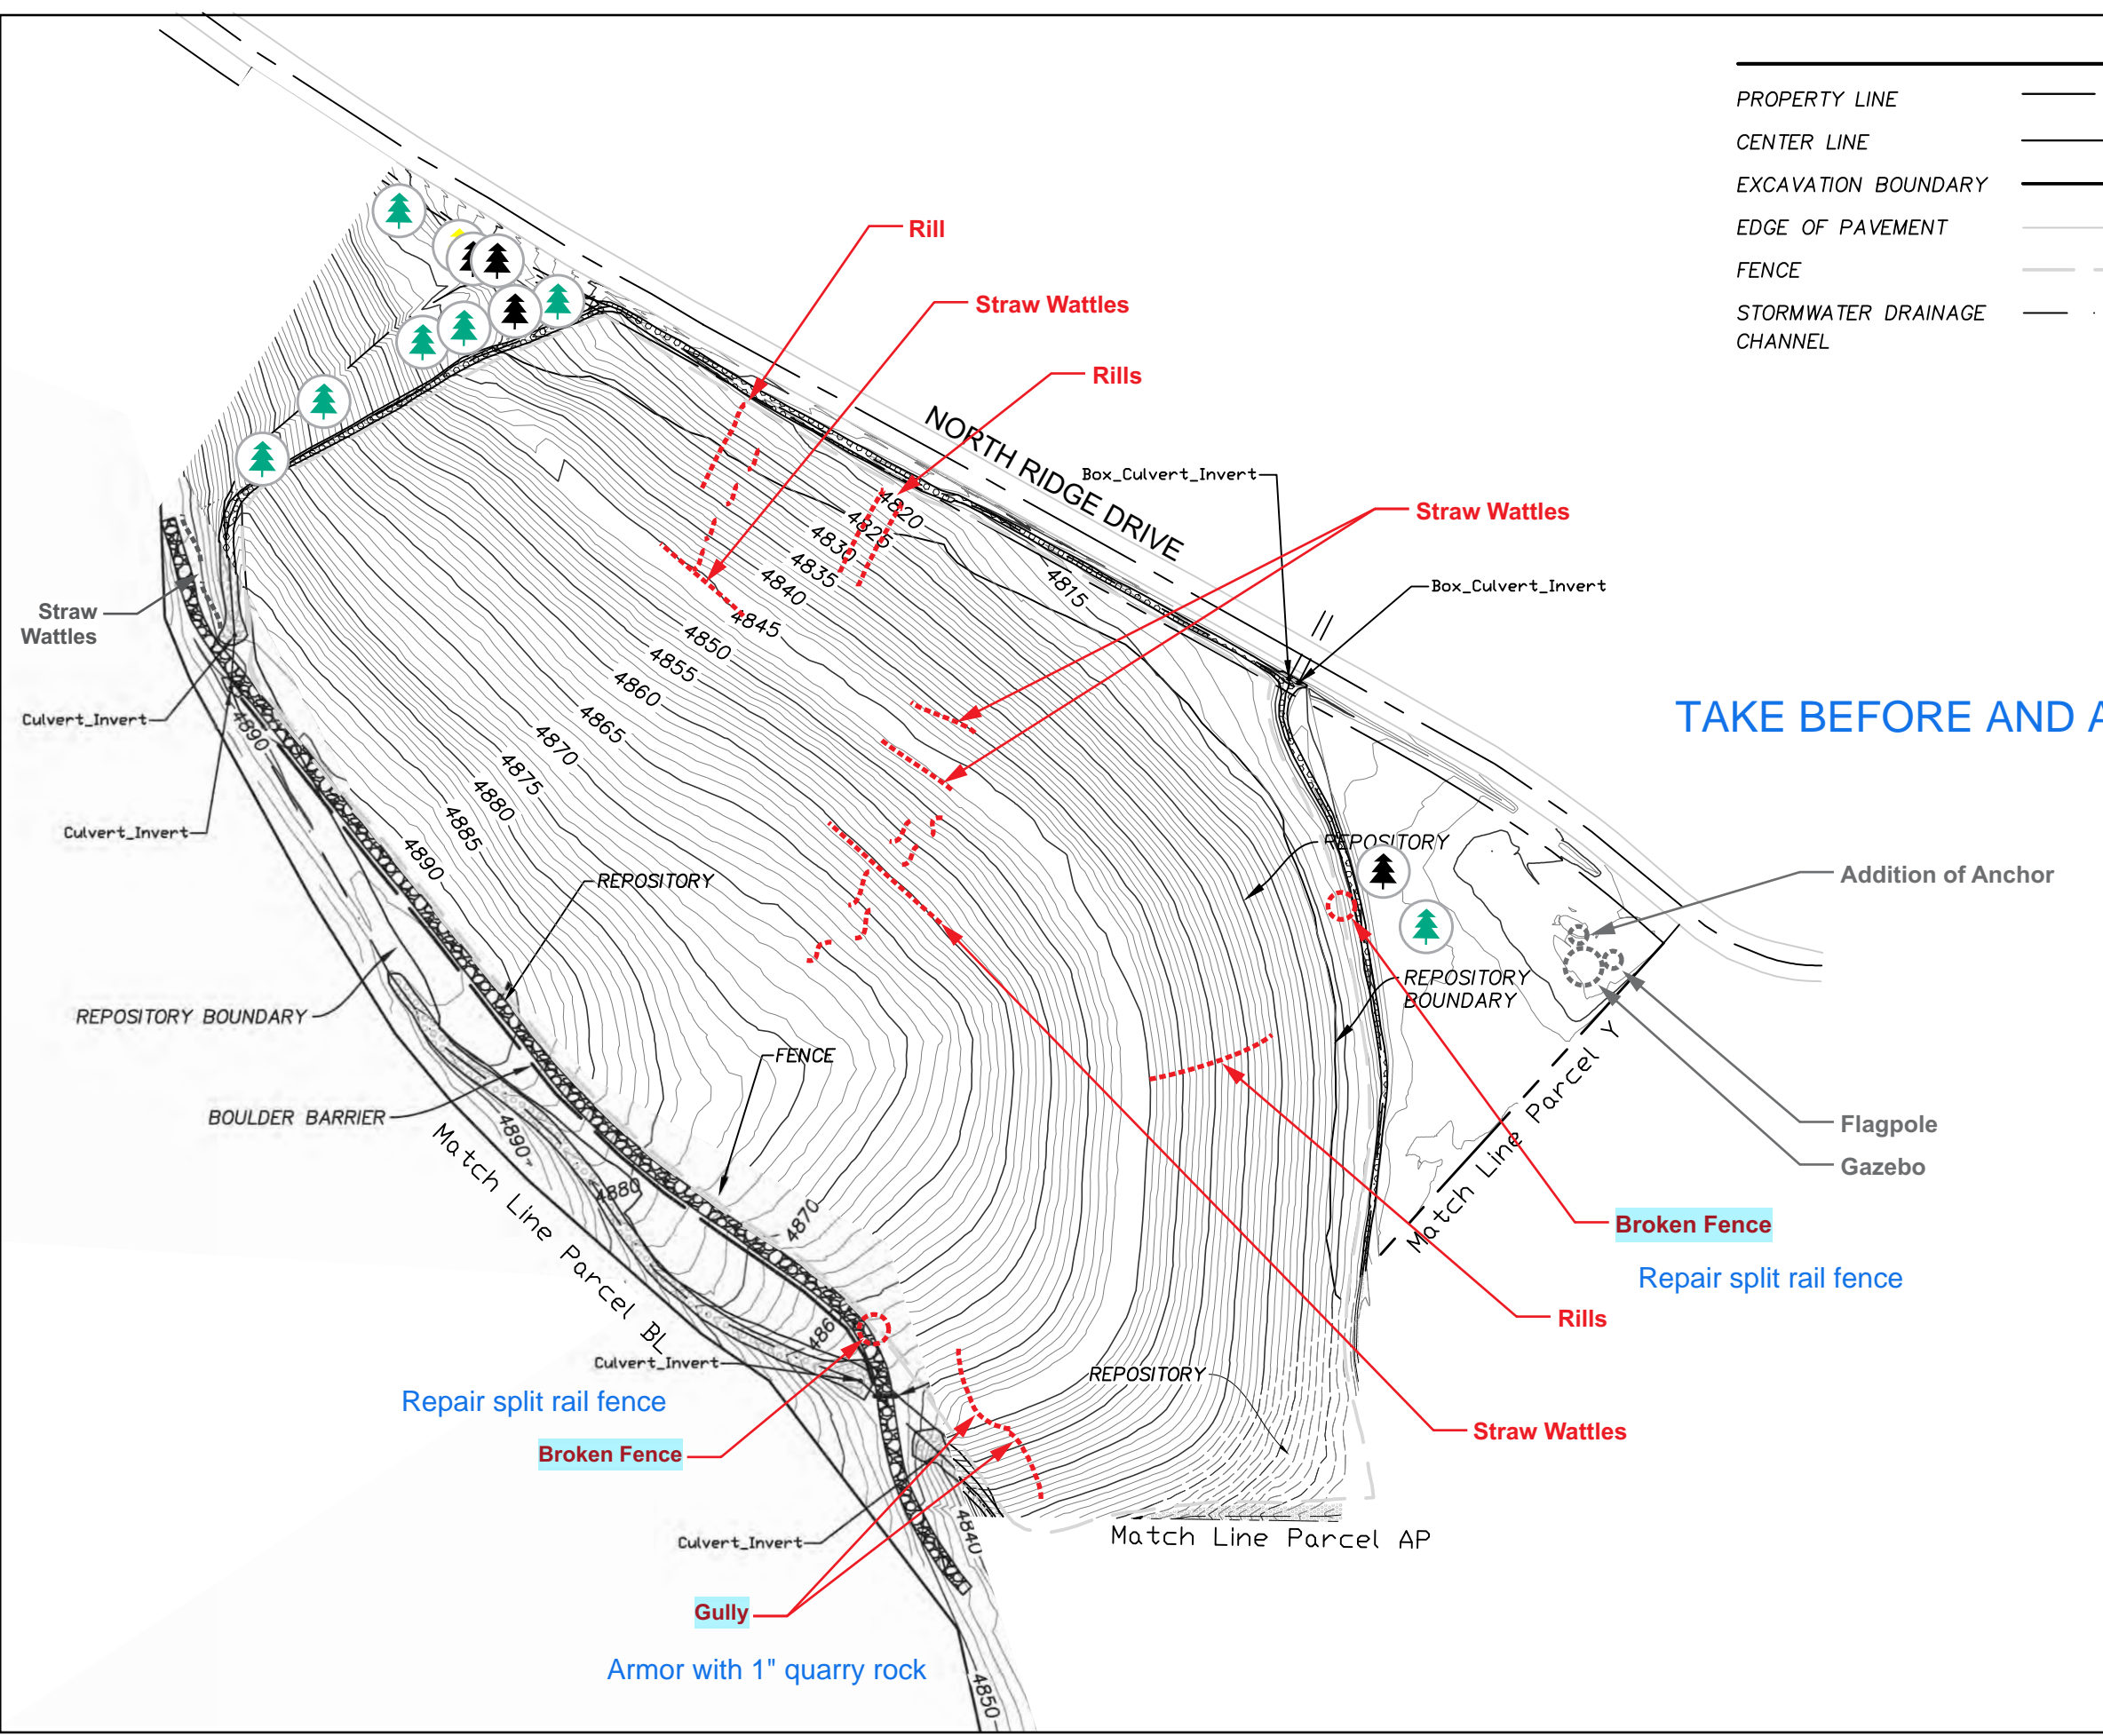 PROPERTY LINE
CENTER LINE
EXCAVATION BOUNDARY
EDGE OF PAVEMENT
FENCE
STORMWATER DRAINAGE
CHANNEL
Rill
Straw Wattles
Rills
NORTH RIDGE DRIVE
Box_Culvert_Invert
Straw Wattles
Box_Culvert_Invert
4820
4825
4830
4835
4840
4815
4845
4850
4855
4860
4865
4870
4875
4880
4885
4890
Straw
Wattles
Culvert_Invert
4890
Culvert_Invert
TAKE BEFORE AND A
REPOSITORY
REPOSITORY
Addition of Anchor
REPOSITORY
BOUNDARY
REPOSITORY BOUNDARY
FENCE
BOULDER BARRIER
Match Line Parcel Y
Flagpole
Gazebo
4890
4880
4870
Match Line Parcel BL
Broken Fence
Repair split rail fence
Rills
486
Culvert_Invert
REPOSITORY
Repair split rail fence
Straw Wattles
Broken Fence
4840
Culvert_Invert
Match Line Parcel AP
Gully
Armor with 1" quarry rock
4850